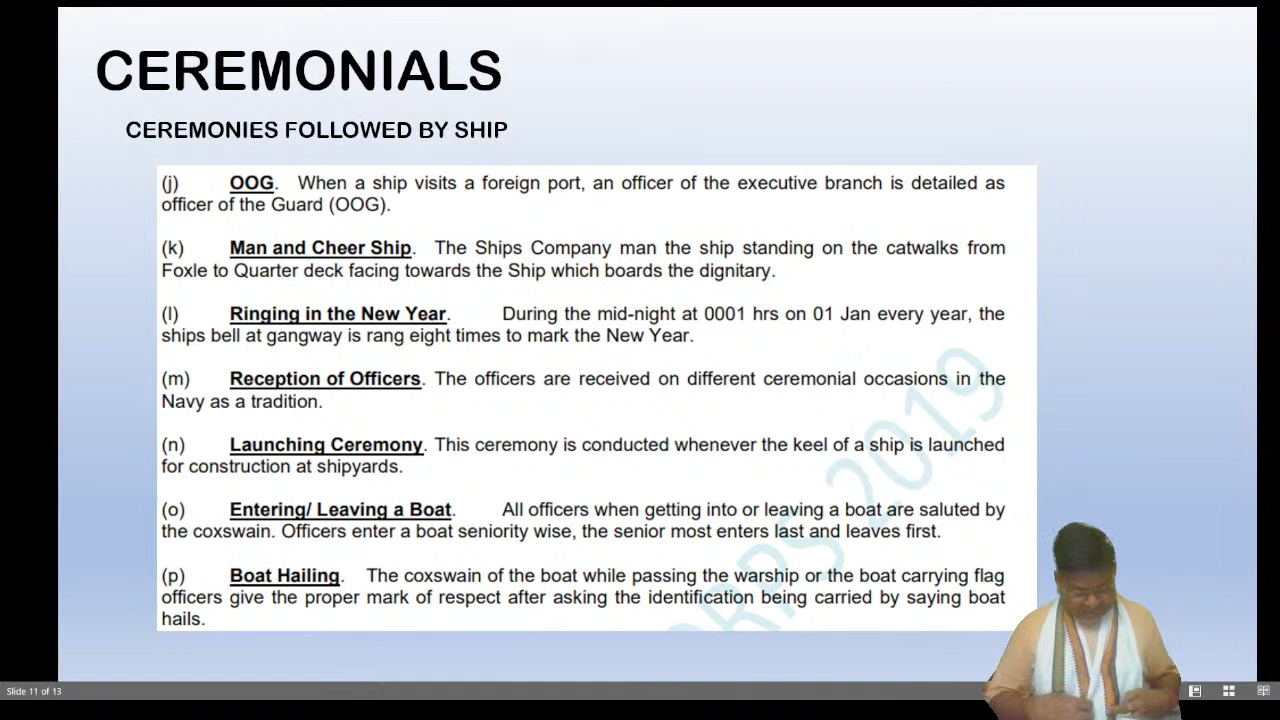 CEREMONIALS
CEREMONIES FOLLOWED BY SHIP
(j) OOG. When a ship visits a foreign port, an officer of the executive branch is detailed as
officer of the Guard (OOG).
(k) Man and Cheer Ship. The Ships Company man the ship standing on the catwalks from
Foxle to Quarter deck facing towards the Ship which boards the dignitary.
(l) Ringing in the New Year. During the mid-night at 0001 hrs on 01 Jan every year, the
ships bell at gangway is rang eight times to mark the New Year.
(m) Reception of Officers. The officers are received on different ceremonial occasions in the
Navy as a tradition.
(n) Launching Ceremony. This ceremony is conducted whenever the keel of a ship is launched
for construction at shipyards.
(o) Entering/ Leaving a Boat. All officers when getting into or leaving a boat are saluted by
the coxswain. Officers enter a boat seniority wise, the senior most enters last and leaves first.
(p) Boat Hailing. The coxswain of the boat while passing the warship or the boat carrying flag
officers give the proper mark of respect after asking the identification being carried by saying boat
hails.
2019
Slide 11 of 13